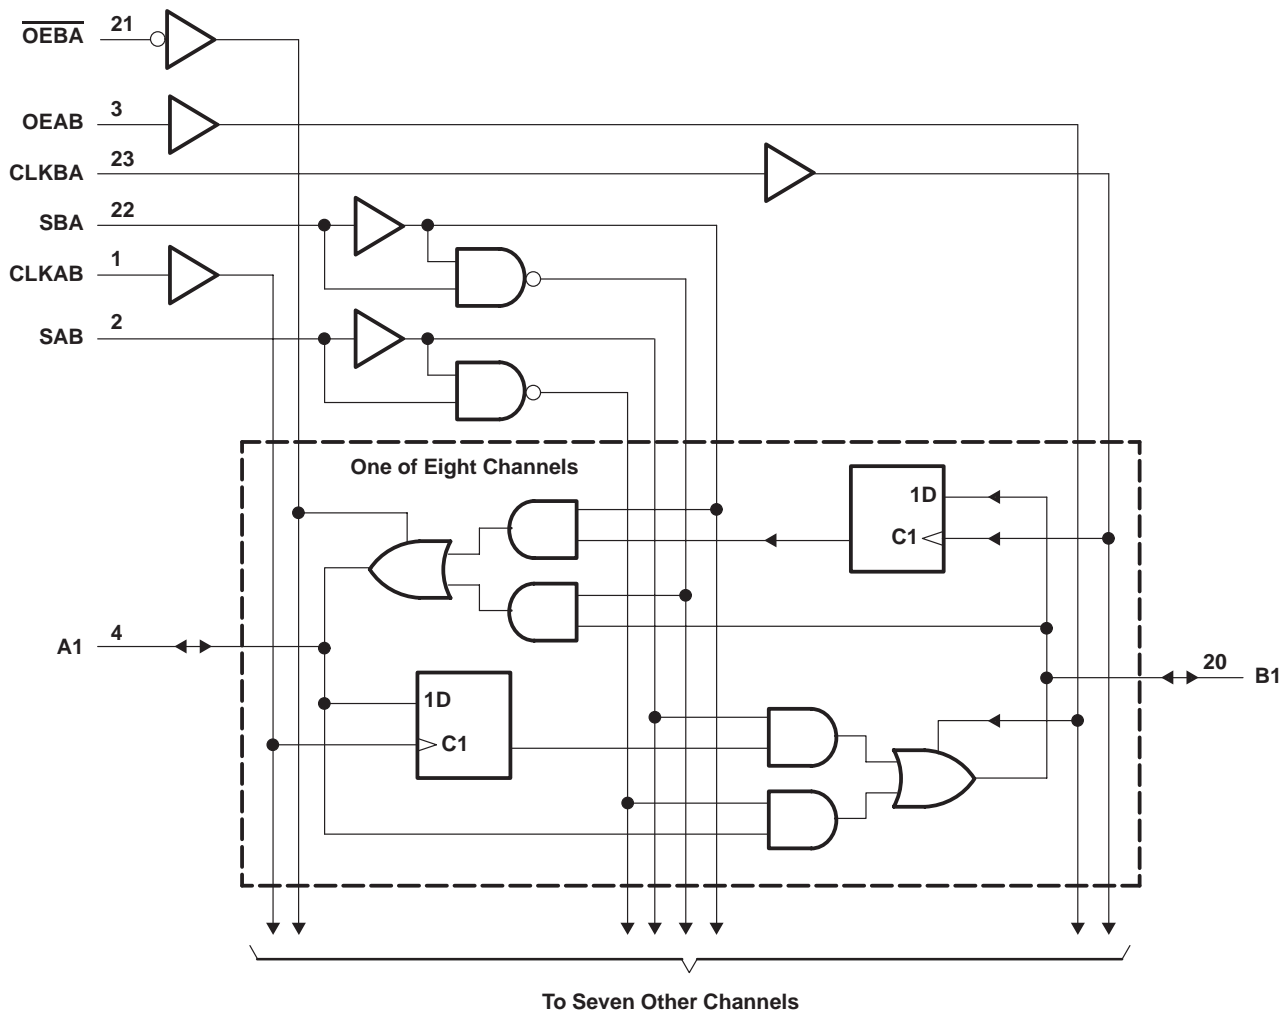 OEBA 21
OEAB 3
CLKBA 23
SBA 22
CLKAB 1
SAB 2
One of Eight Channels
1D
C1
A1 4
1D
C1
20 B1
To Seven Other Channels